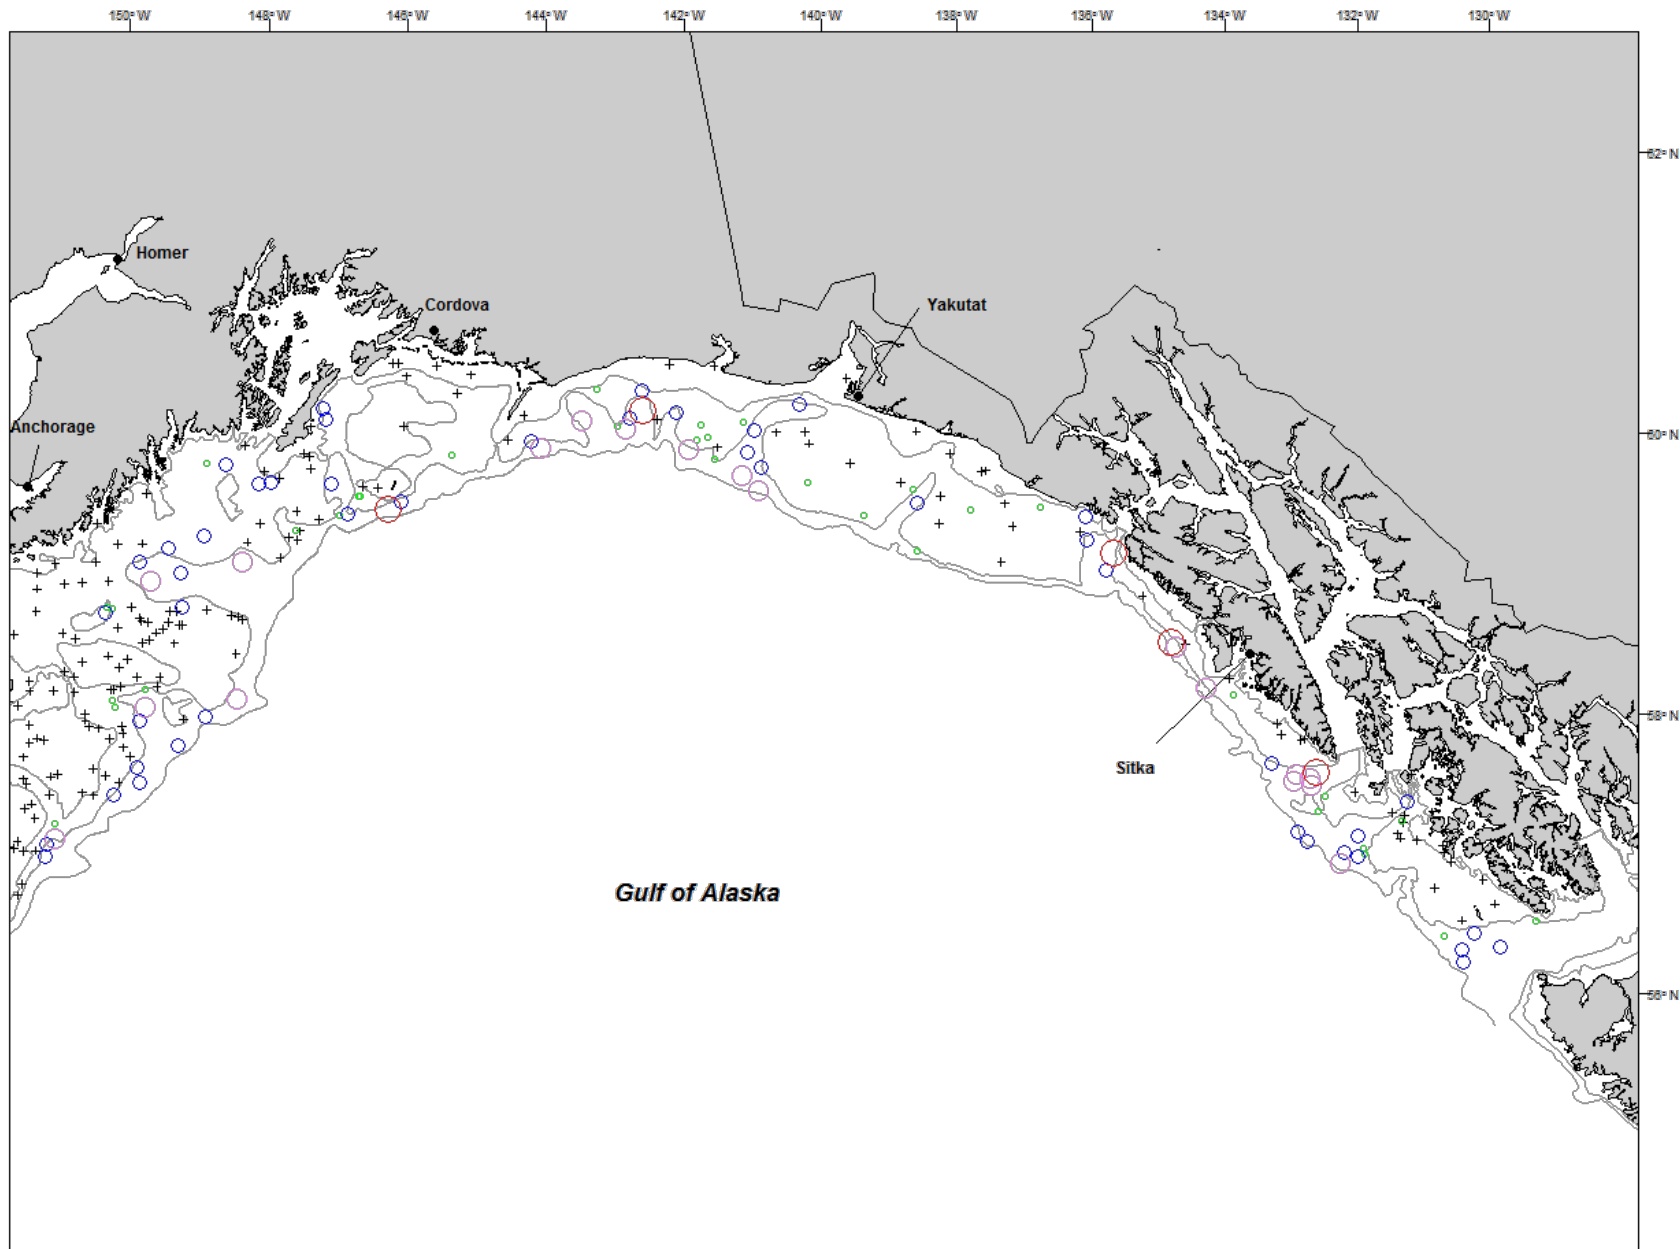 150° W 148° W 146° W 144° W 142° W 140° W 138° W 136° W 134° W 132° W 130° W
62° N
Homer
Cordova
Yakutat
Anchorage
60° N
58° N
Sitka
Gulf of Alaska
56° N